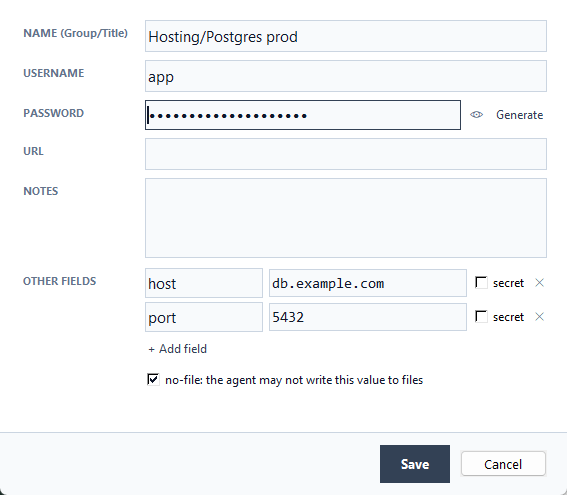 NAME (Group/Title) Hosting/Postgres prod
USERNAME app
PASSWORD •••••••••••••••••••• Generate
URL
NOTES
OTHER FIELDS host db.example.com secret
port 5432 secret
+ Add field
no-file: the agent may not write this value to files
Save Cancel